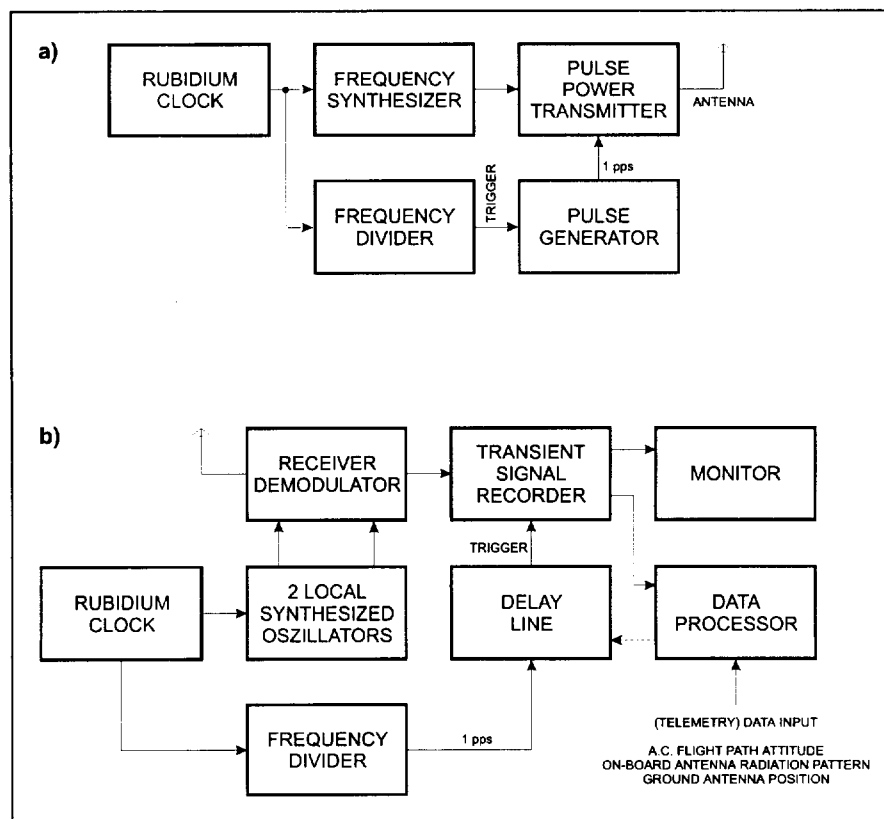 a)
RUBIDIUM
CLOCK
FREQUENCY
SYNTHESIZER
PULSE
POWER
TRANSMITTER
ANTENNA
1 pps
FREQUENCY
DIVIDER
TRIGGER
PULSE
GENERATOR
b)
RECEIVER
DEMODULATOR
TRANSIENT
SIGNAL
RECORDER
MONITOR
TRIGGER
RUBIDIUM
CLOCK
2 LOCAL
SYNTHESIZED
OSZILLATORS
DELAY
LINE
DATA
PROCESSOR
FREQUENCY
DIVIDER
1 pps
(TELEMETRY) DATA INPUT
A.C. FLIGHT PATH ATTITUDE
ON-BOARD ANTENNA RADIATION PATTERN
GROUND ANTENNA POSITION